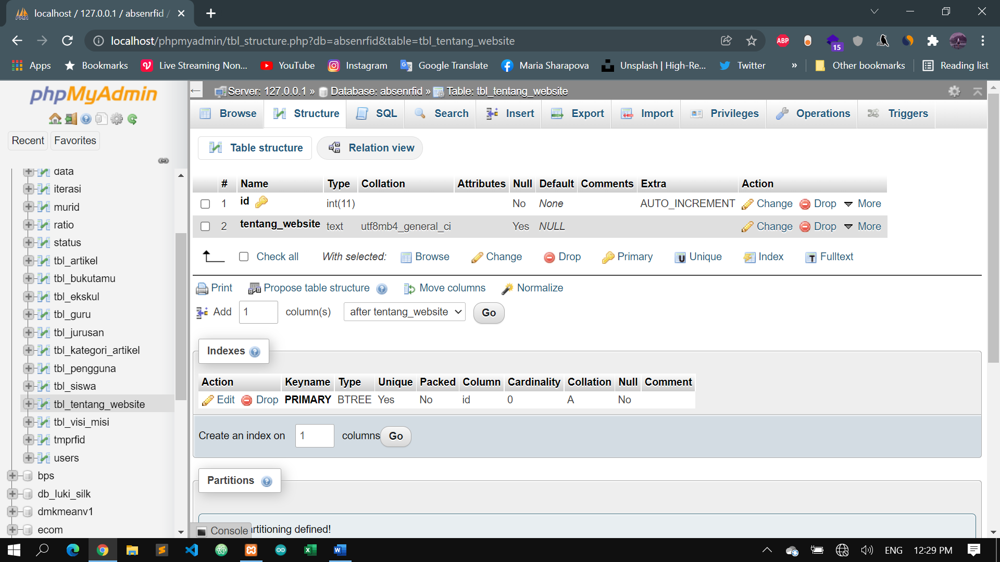 localhost / 127.0.0.1 / absenrfid /
localhost/phpmyadmin/tbl_structure.php?db=absenrfid&table=tbl_tentang_website
ABP
15
Apps Bookmarks Live Streaming Non... YouTube Instagram Google Translate Maria Sharapova Unsplash | High-Re... Twitter » Other bookmarks Reading list
phpMyAdmin
Recent Favorites
data
iterasi
murid
ratio
status
tbl_artikel
tbl_bukutamu
tbl_ekskul
tbl_guru
tbl_jurusan
tbl_kategori_artikel
tbl_pengguna
tbl_siswa
tbl_tentang_website
tbl_visi_misi
tmprfid
users
bps
db_luki_silk
dmkmeanv1
ecom
Server: 127.0.0.1 » Database: absenrfid » Table: tbl_tentang_website
Browse Structure SQL Search Insert Export Import Privileges Operations Triggers
Table structure Relation view
# Name Type Collation Attributes Null Default Comments Extra Action
1 id int(11) No None AUTO_INCREMENT Change Drop More
2 tentang_website text utf8mb4_general_ci Yes NULL Change Drop More
Check all With selected: Browse Change Drop Primary Unique Index Fulltext
Print Propose table structure Move columns Normalize
Add 1 column(s) after tentang_website Go
Indexes
Action Keyname Type Unique Packed Column Cardinality Collation Null Comment
Edit Drop PRIMARY BTREE Yes No id 0 A No
Create an index on 1 columns Go
Partitions
Console rtitioning defined!
ENG 12:29 PM